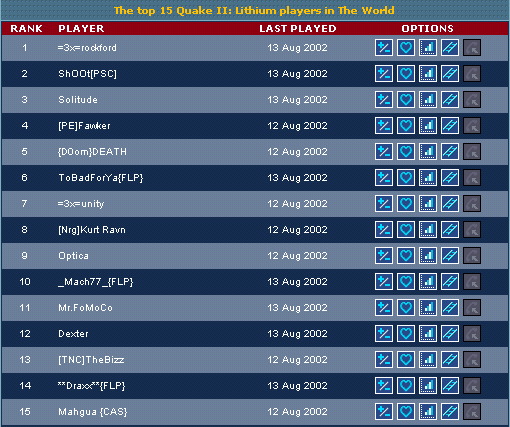 The top 15 Quake II: Lithium players in The World
RANK PLAYER LAST PLAYED OPTIONS
1 =3x=rockford 13 Aug 2002
2 ShOOt[PSC] 13 Aug 2002
3 Solitude 13 Aug 2002
4 [PE]Fawker 12 Aug 2002
5 {D0om}DEATH 12 Aug 2002
6 ToBadForYa{FLP} 13 Aug 2002
7 =3x=unity 12 Aug 2002
8 [Nrg]Kurt Ravn 12 Aug 2002
9 Optica 12 Aug 2002
10 _Mach77_{FLP} 13 Aug 2002
11 Mr.FoMoCo 13 Aug 2002
12 Dexter 13 Aug 2002
13 [TNC]TheBizz 12 Aug 2002
14 **Draxx**{FLP} 13 Aug 2002
15 Mahgua {CAS} 12 Aug 2002